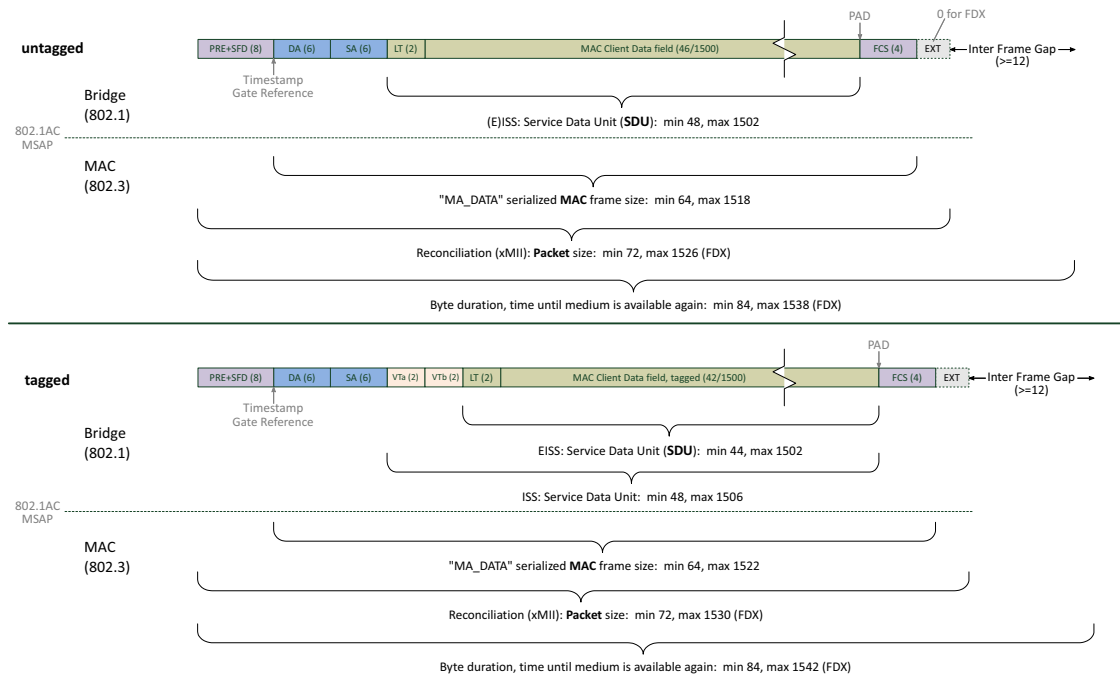 PAD
0 for FDX
untagged
PRE+SFD (8) DA (6) SA (6) LT (2) MAC Client Data field (46/1500) FCS (4) EXT
Inter Frame Gap
(>=12)
Timestamp
Gate Reference
Bridge
(802.1)
(E)ISS: Service Data Unit (SDU): min 48, max 1502
802.1AC
MSAP
MAC
(802.3)
"MA_DATA" serialized MAC frame size: min 64, max 1518
Reconciliation (xMII): Packet size: min 72, max 1526 (FDX)
Byte duration, time until medium is available again: min 84, max 1538 (FDX)
PAD
tagged
PRE+SFD (8) DA (6) SA (6) VTa (2) VTb (2) LT (2) MAC Client Data field, tagged (42/1500) FCS (4) EXT
Inter Frame Gap
(>=12)
Timestamp
Gate Reference
Bridge
(802.1)
EISS: Service Data Unit (SDU): min 44, max 1502
ISS: Service Data Unit: min 48, max 1506
802.1AC
MSAP
MAC
(802.3)
"MA_DATA" serialized MAC frame size: min 64, max 1522
Reconciliation (xMII): Packet size: min 72, max 1530 (FDX)
Byte duration, time until medium is available again: min 84, max 1542 (FDX)